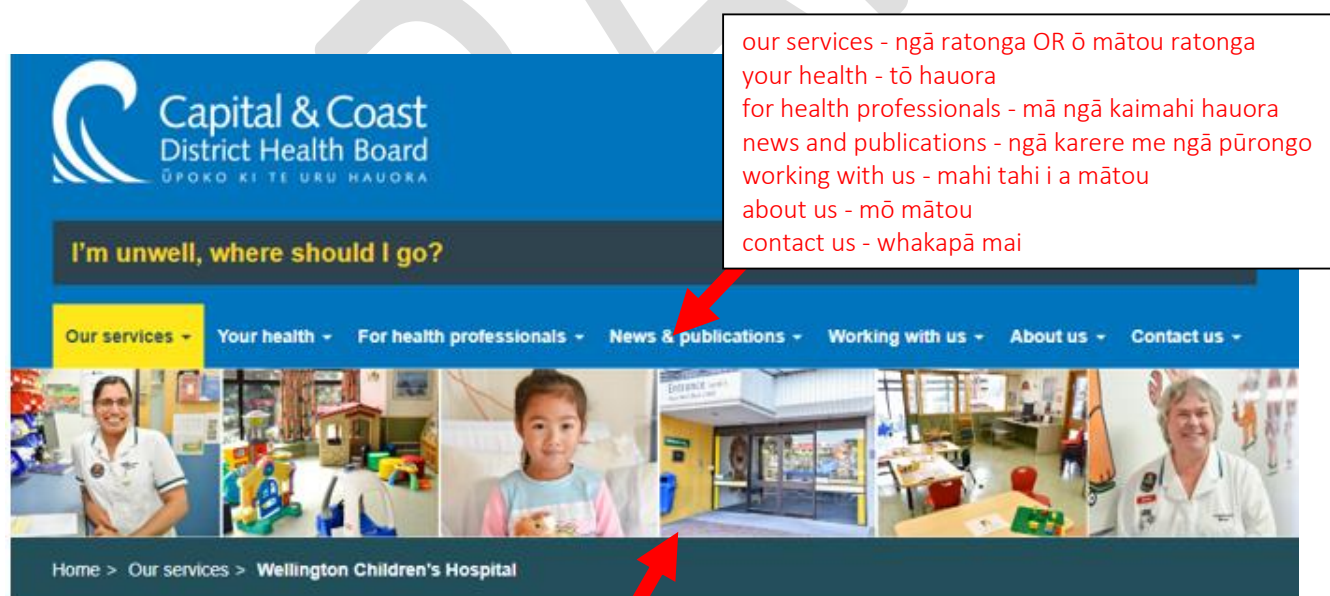 our services - ngā ratonga OR ō mātou ratonga
your health - tō hauora
for health professionals - mā ngā kaimahi hauora
news and publications - ngā karere me ngā pūrongo
working with us - mahi tahi i a mātou
about us - mō mātou
contact us - whakapā mai
Capital & Coast
District Health Board
ŪPOKO KI TE URU HAUORA
I'm unwell, where should I go?
Our services Your health For health professionals News & publications Working with us About us Contact us
Entrance
Home > Our services > Wellington Children's Hospital